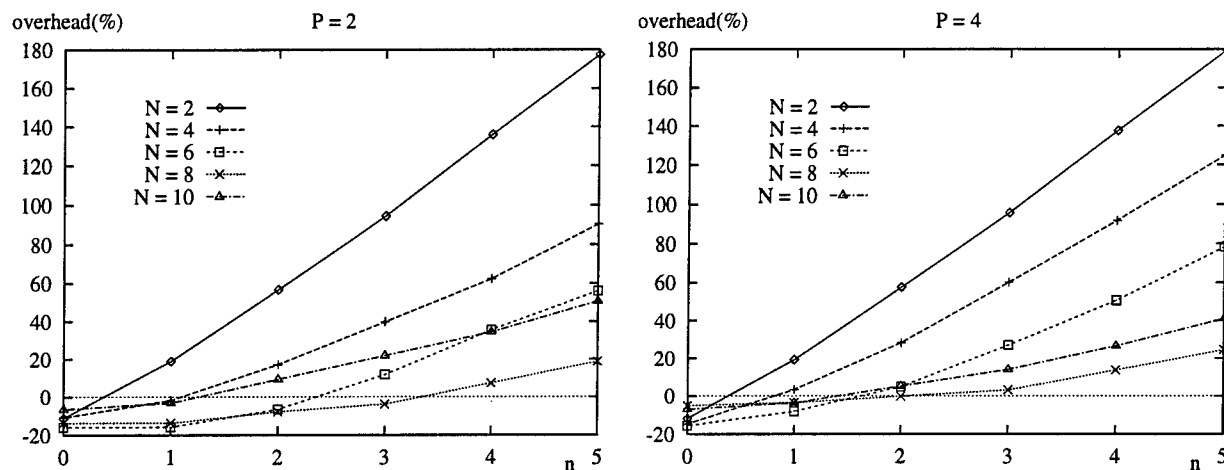 overhead(%)
P = 2
180
160
140
120
100
80
60
40
20
0
-20
N = 2
N = 4
N = 6
N = 8
N = 10
0
1
2
3
4
n
5
overhead(%)
P = 4
180
160
140
120
100
80
60
40
20
0
-20
N = 2
N = 4
N = 6
N = 8
N = 10
0
1
2
3
4
n
5